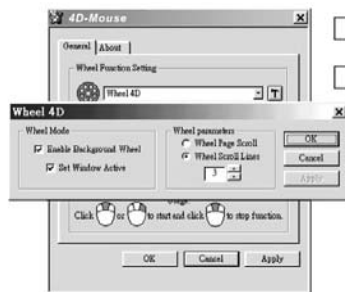 4D-Mouse
General About
Wheel Function Setting
Wheel 4D
T
Wheel 4D
Wheel Mode
Enable Background Wheel
Set Window Active
Wheel parameters
Wheel Page Scroll
Wheel Scroll Lines
3
OK
Cancel
Apply
Click or to start and click to stop function.
OK Cancel Apply